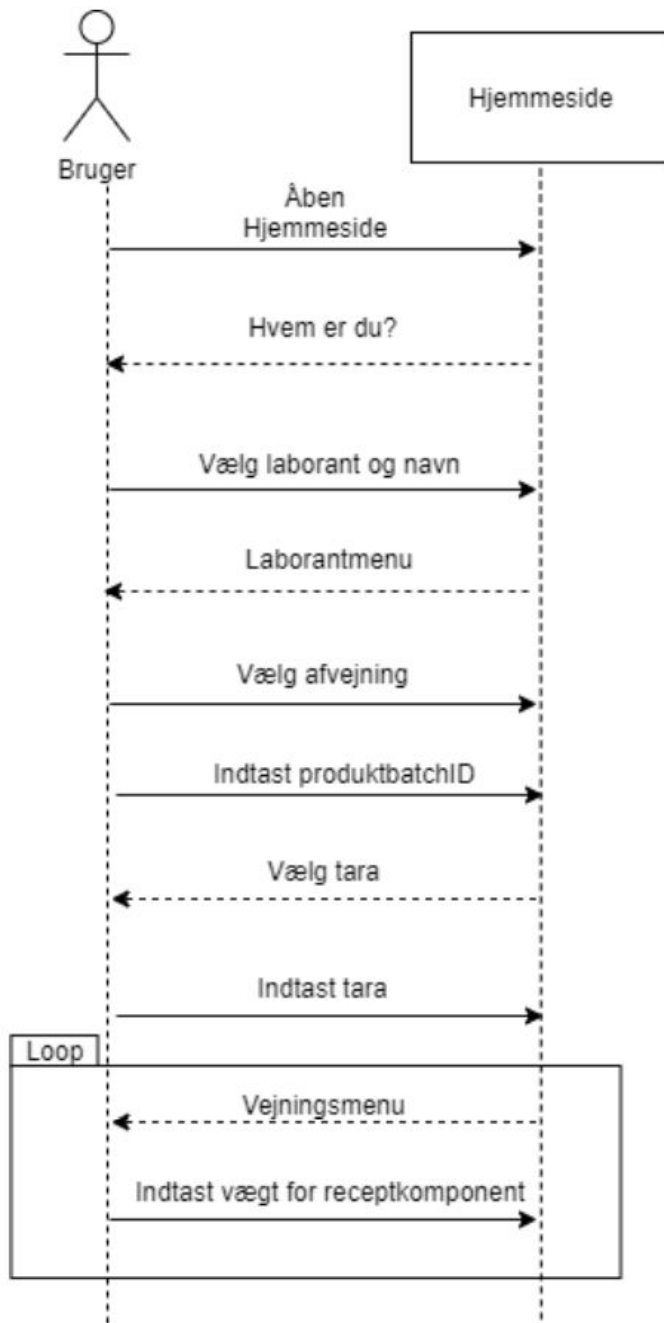 Hjemmeside
Bruger
Åben
Hjemmeside
Hvem er du?
Vælg laborant og navn
Laborantmenu
Vælg afvejning
Indtast produktbatchID
Vælg tara
Indtast tara
Loop
Vejningsmenu
Indtast vægt for receptkomponent